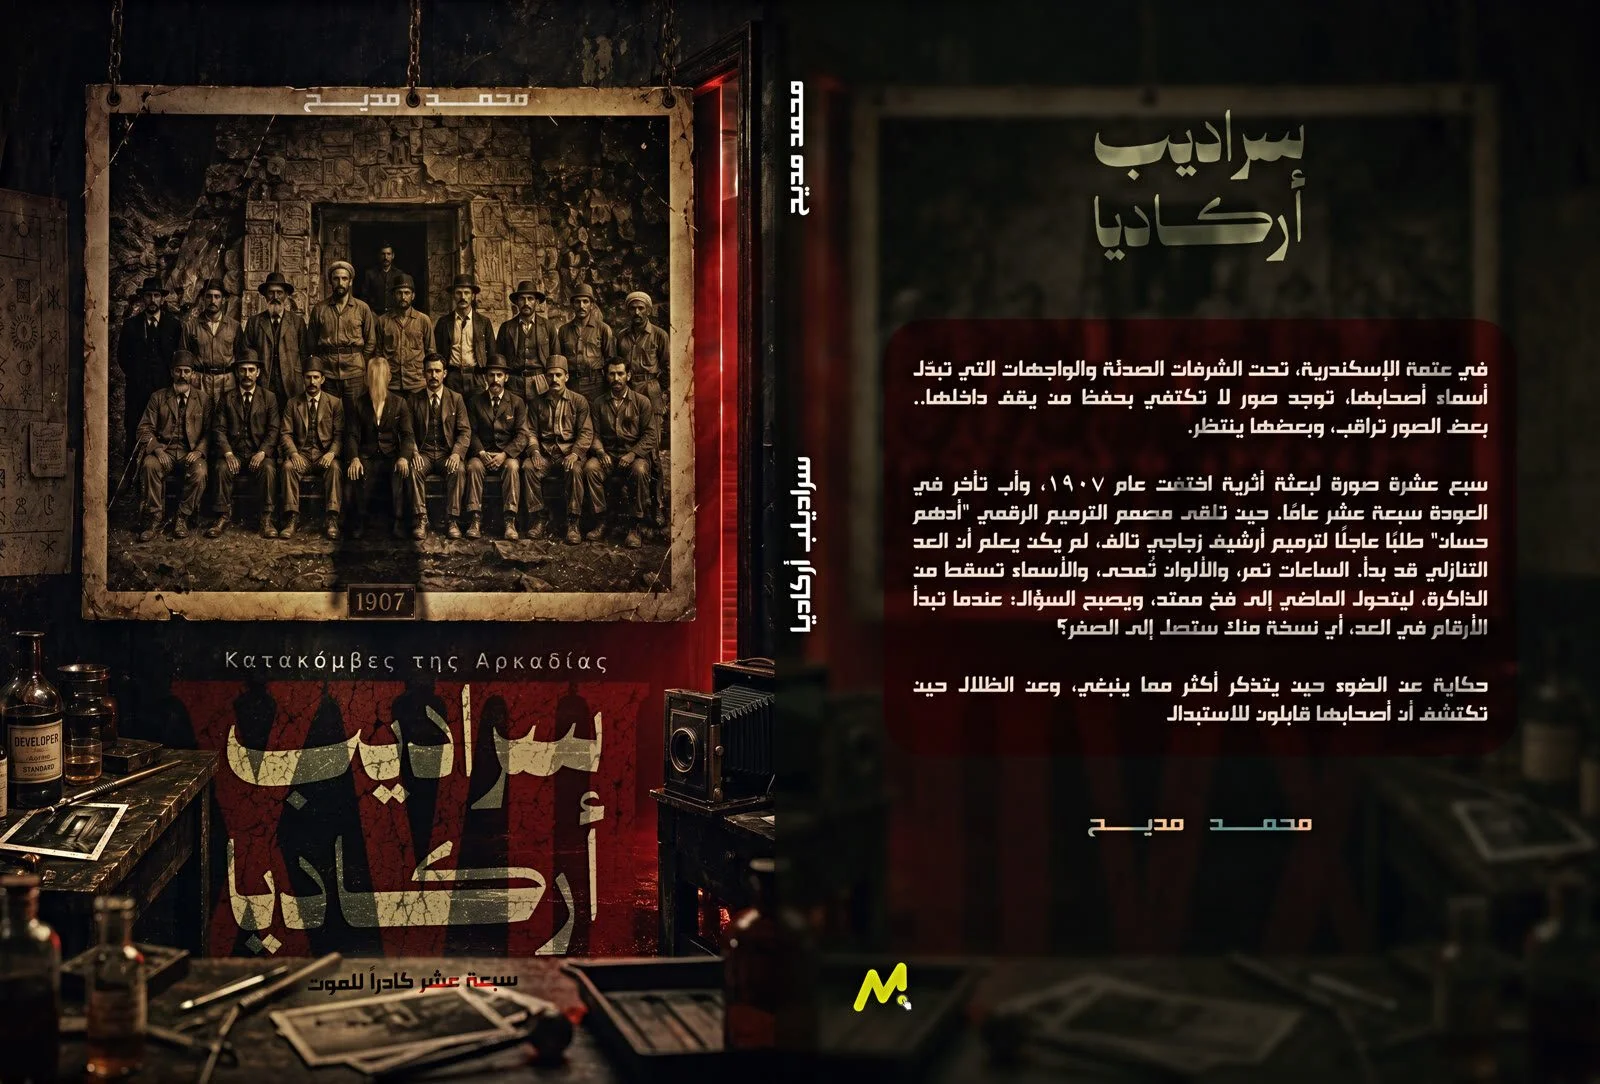 محمد مديح
1907
Κατακόμβες της Αρκαδίας
XVII
سراديب
أركاديا
سبعة عشر كادراً للموت
DEVELOPER
STANDARD
محمد مديح
سراديب أركاديا
سراديب
أركاديا
في عتمة الإسكندرية، تحت الشرفات الصدئة والواجهات التي تبدّل
أسماء أصحابها، توجد صور لا تكتفي بحفظ من يقف داخلها..
بعض الصور تراقب، وبعضها ينتظر.
سبع عشرة صورة لبعثة أثرية اختفت عام ١٩٠٧، وأب تأخر في
العودة سبعة عشر عامًا. حين تلقى مصمم الترميم الرقمي "أدهم
حسان" طلبًا عاجلًا لترميم أرشيف زجاجي تالف، لم يكن يعلم أن العد
التنازلي قد بدأ. الساعات تمر، والألوان تُمحى، والأسماء تسقط من
الذاكرة، ليتحول الماضي إلى فخ ممتد، ويصبح السؤال: عندما تبدأ
الأرقام في العد، أي نسخة منك ستصل إلى الصفر؟
حكاية عن الضوء حين يتذكر أكثر مما ينبغي، وعن الظلال حين
تكتشف أن أصحابها قابلون للاستبدال
محمد مديح
M